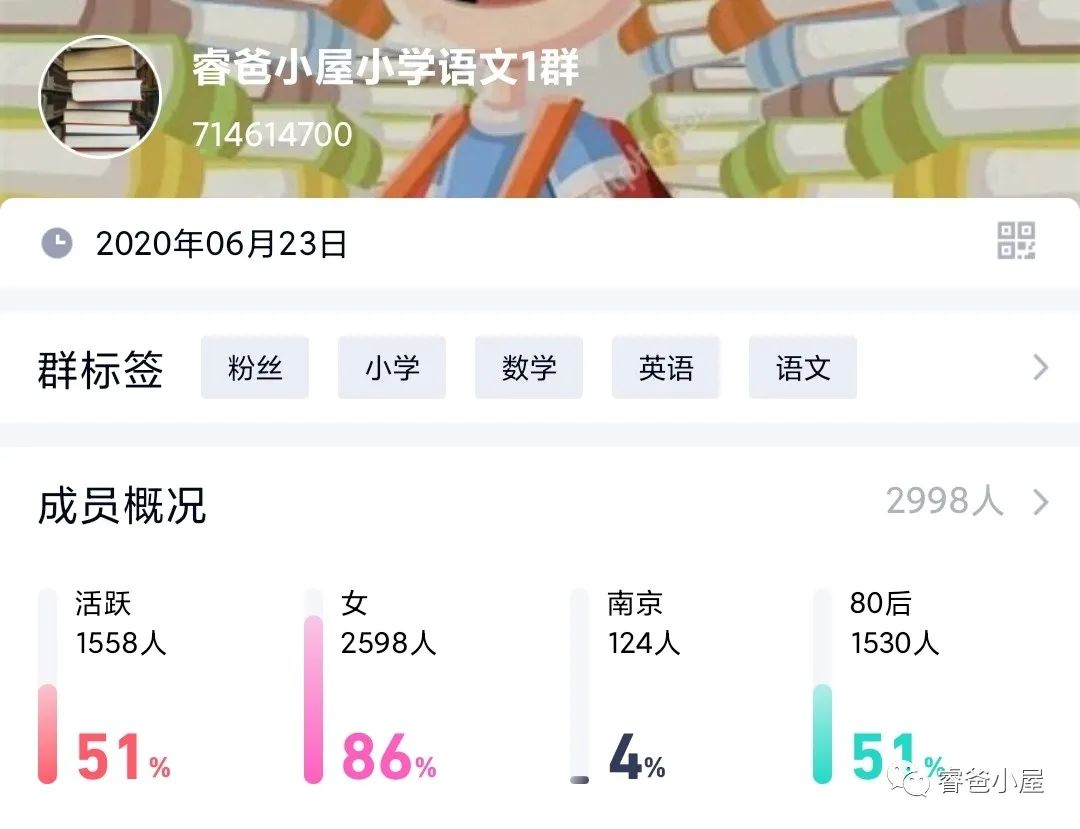 睿爸小屋小学语文1群
714614700
2020年06月23日
群标签 粉丝 小学 数学 英语 语文
成员概况 2998人
活跃 女 南京 80后
1558人 2598人 124人 1530人
51% 86% 4% 51%
睿爸小屋